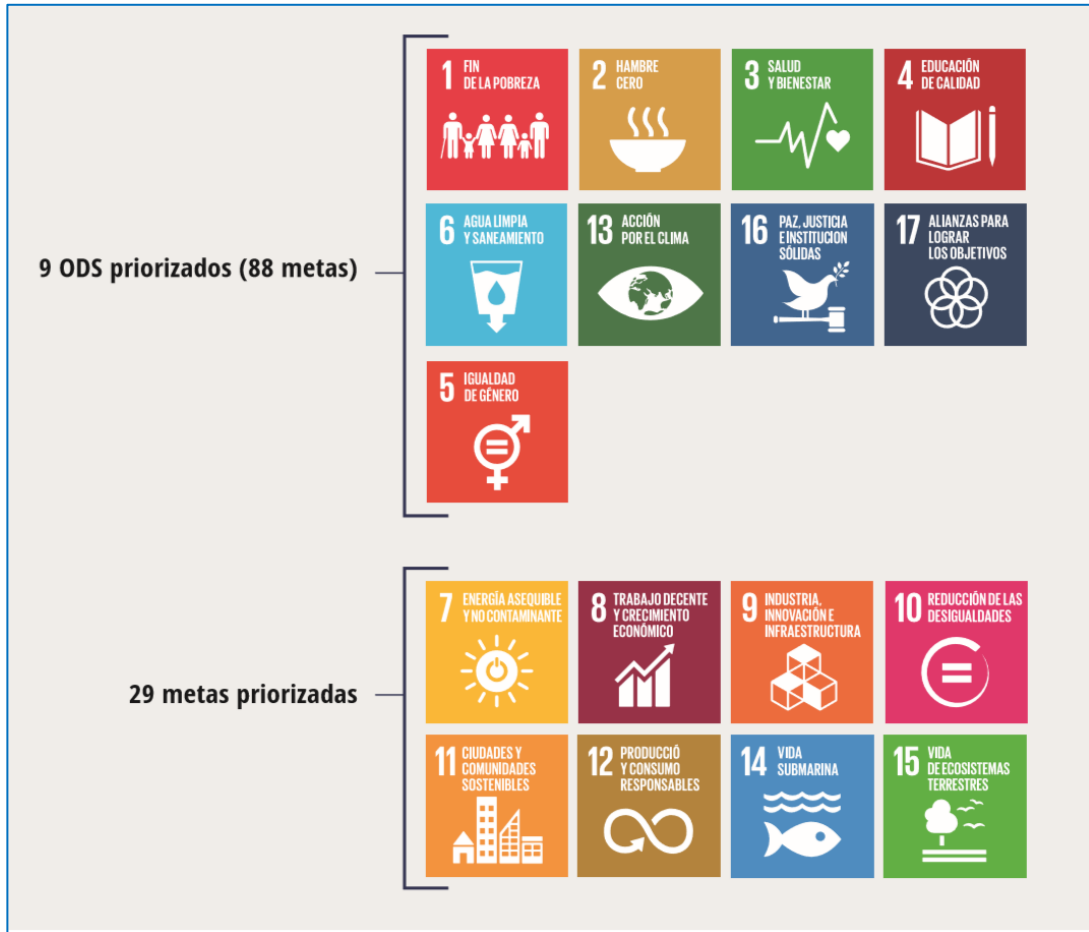 9 ODS priorizados (88 metas)
1 FIN
DE LA POBREZA
2 HAMBRE
CERO
3 SALUD
Y BIENESTAR
4 EDUCACIÓN
DE CALIDAD
6 AGUA LIMPIA
Y SANEAMIENTO
13 ACCIÓN
POR EL CLIMA
16 PAZ, JUSTICIA
E INSTITUCION
SÓLIDAS
17 ALIANZAS PARA
LOGRAR
LOS OBJETIVOS
5 IGUALDAD
DE GÉNERO
29 metas priorizadas
7 ENERGÍA ASEQUIBLE
Y NO CONTAMINANTE
8 TRABAJO DECENTE
Y CRECIMIENTO
ECONÓMICO
9 INDUSTRIA,
INNOVACIÓN E
INFRAESTRUCTURA
10 REDUCCIÓN DE LAS
DESIGUALDADES
11 CIUDADES Y
COMUNIDADES
SOSTENIBLES
12 PRODUCCIÓ
Y CONSUMO
RESPONSABLES
14 VIDA
SUBMARINA
15 VIDA
DE ECOSISTEMAS
TERRESTRES